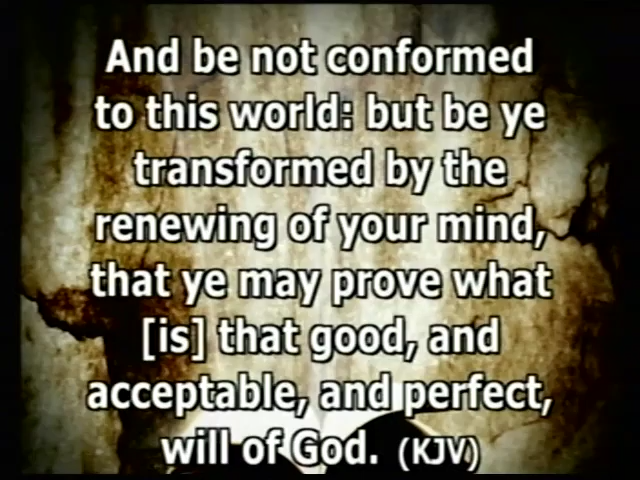 And be not conformed
to this world: but be ye
transformed by the
renewing of your mind,
that ye may prove what
[is] that good, and
acceptable, and perfect,
will of God. (KJV)